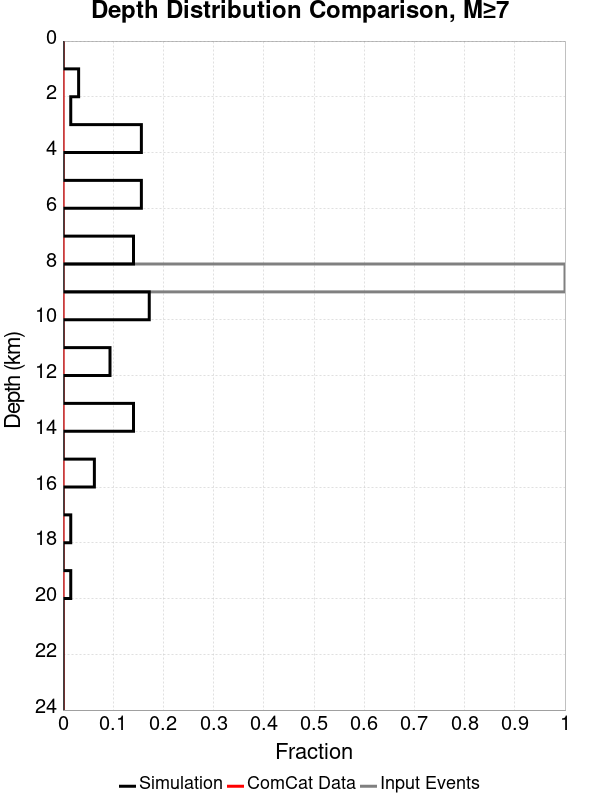 Depth Distribution Comparison, M≥7
0
2
4
6
8
10
12
14
16
18
20
22
24
Depth (km)
0 0.1 0.2 0.3 0.4 0.5 0.6 0.7 0.8 0.9 1
Fraction
Simulation ComCat Data Input Events